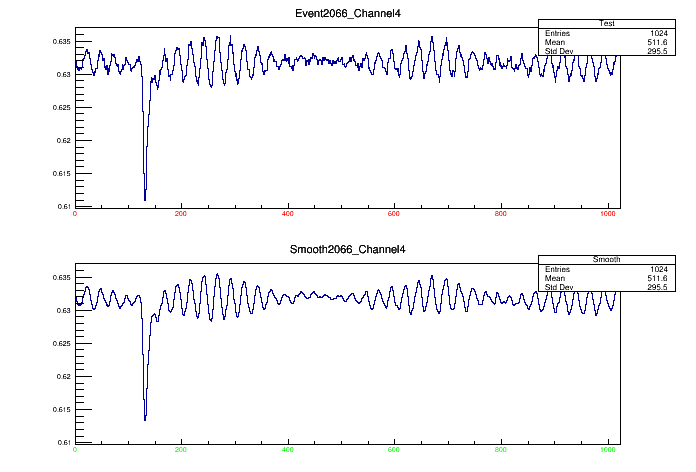 Event2066_Channel4
Test
Entries 1024
Mean 511.6
Std Dev 295.5
0.635
0.63
0.625
0.62
0.615
0.61
0 200 400 600 800 1000
Smooth2066_Channel4
Smooth
Entries 1024
Mean 511.6
Std Dev 295.5
0.635
0.63
0.625
0.62
0.615
0.61
0 200 400 600 800 1000